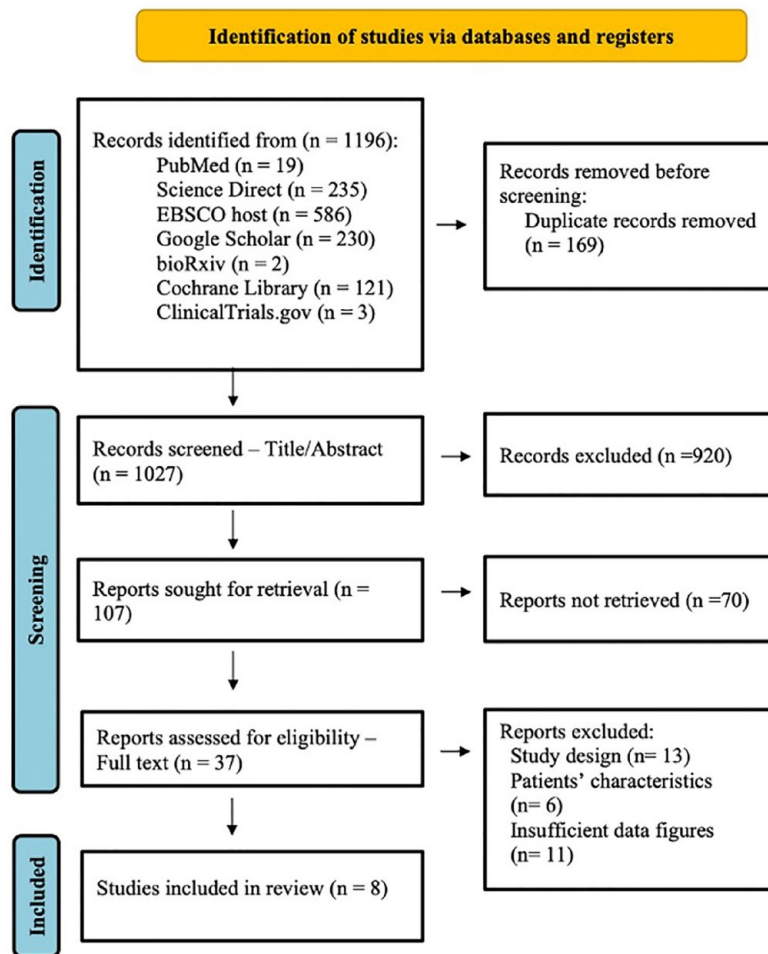 Identification of studies via databases and registers
Identification
Records identified from (n = 1196):
PubMed (n = 19)
Science Direct (n = 235)
EBSCO host (n = 586)
Google Scholar (n = 230)
bioRxiv (n = 2)
Cochrane Library (n = 121)
ClinicalTrials.gov (n = 3)
Records removed before
screening:
Duplicate records removed
(n = 169)
Screening
Records screened – Title/Abstract
(n = 1027)
Records excluded (n =920)
Reports sought for retrieval (n =
107)
Reports not retrieved (n =70)
Reports assessed for eligibility –
Full text (n = 37)
Reports excluded:
Study design (n= 13)
Patients’ characteristics
(n= 6)
Insufficient data figures
(n= 11)
Included
Studies included in review (n = 8)